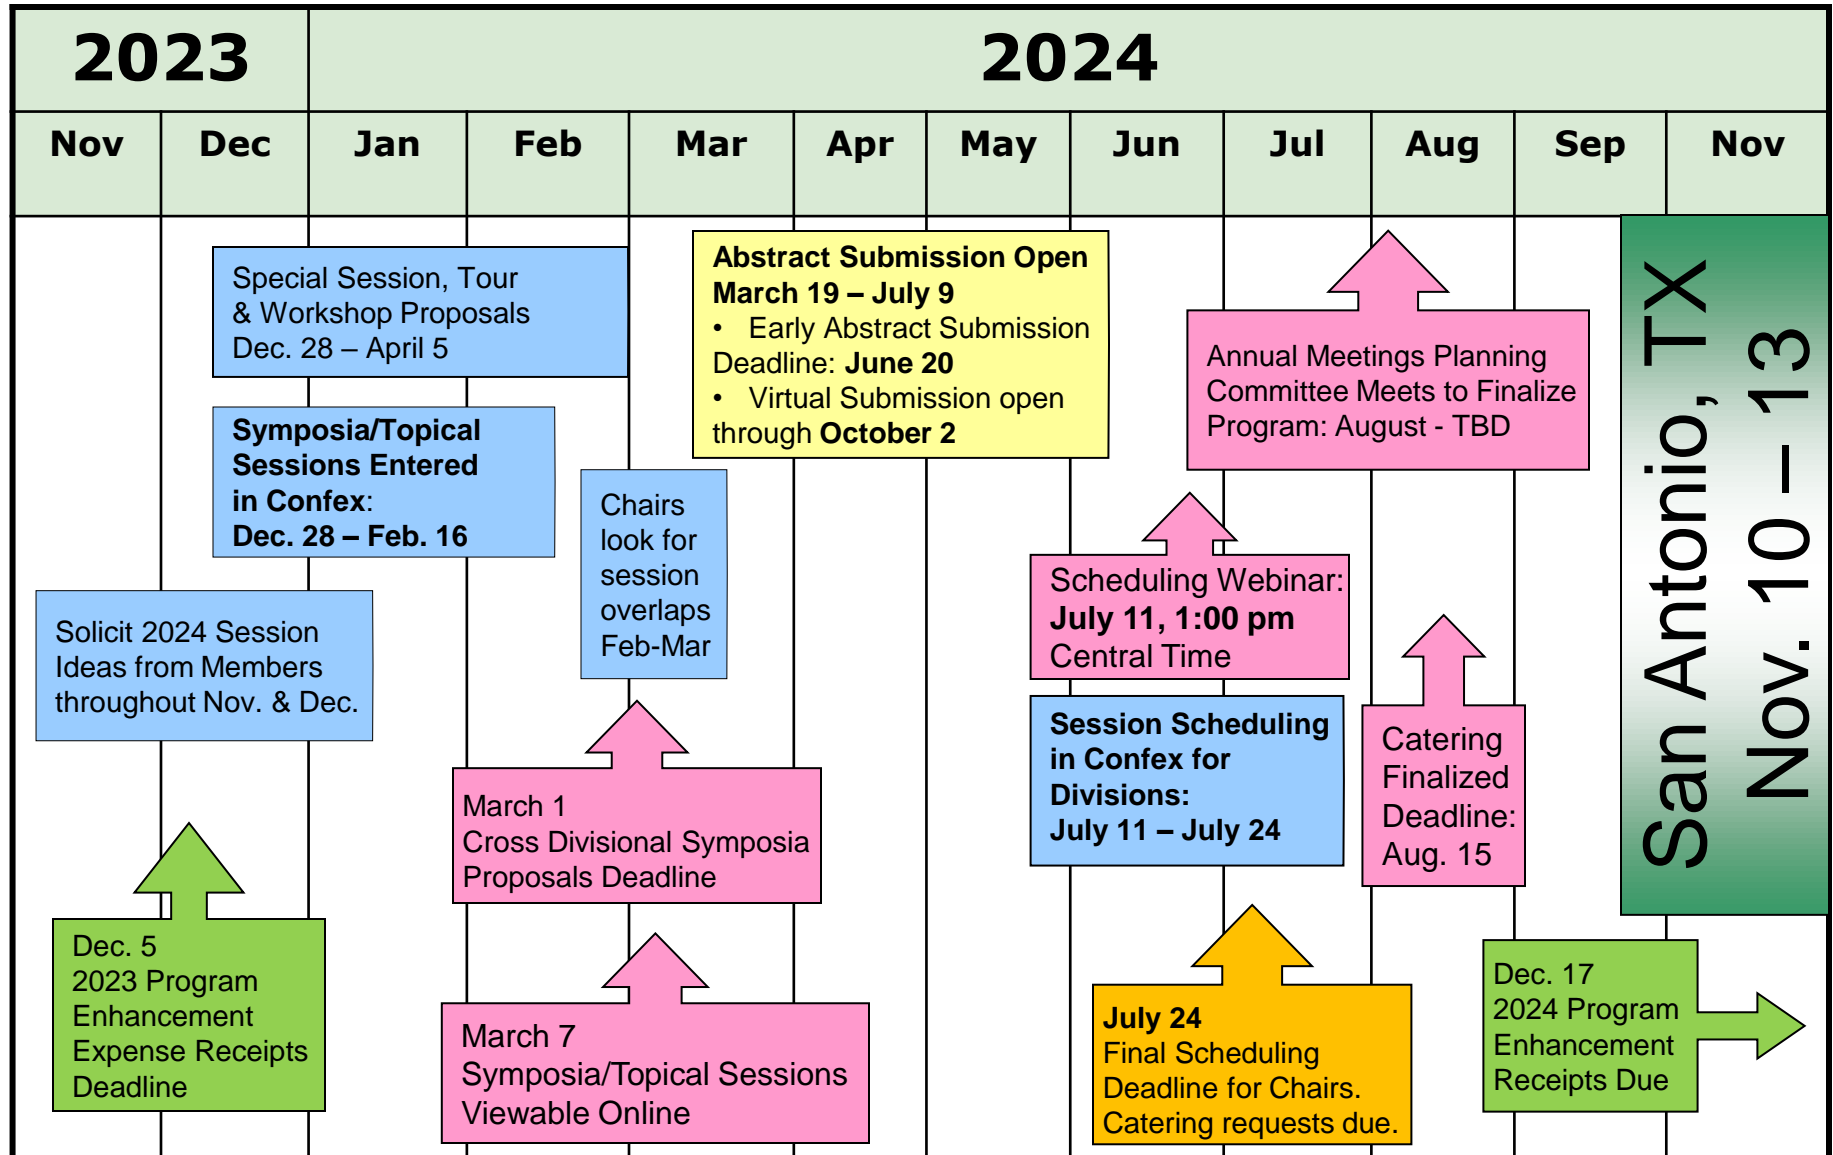 2023
2024
Nov
Dec
Jan
Feb
Mar
Apr
May
Jun
Jul
Aug
Sep
Nov
Special Session, Tour
& Workshop Proposals
Dec. 28 – April 5
Symposia/Topical
Sessions Entered
in Confex:
Dec. 28 – Feb. 16
Solicit 2024 Session
Ideas from Members
throughout Nov. & Dec.
Dec. 5
2023 Program
Enhancement
Expense Receipts
Deadline
Chairs
look for
session
overlaps
Feb-Mar
March 1
Cross Divisional Symposia
Proposals Deadline
March 7
Symposia/Topical Sessions
Viewable Online
Abstract Submission Open
March 19 – July 9
• Early Abstract Submission
Deadline: June 20
• Virtual Submission open
through October 2
Annual Meetings Planning
Committee Meets to Finalize
Program: August - TBD
Scheduling Webinar:
July 11, 1:00 pm
Central Time
Session Scheduling
in Confex for
Divisions:
July 11 – July 24
Catering
Finalized
Deadline:
Aug. 15
July 24
Final Scheduling
Deadline for Chairs.
Catering requests due.
Dec. 17
2024 Program
Enhancement
Receipts Due
San Antonio, TX
Nov. 10 – 13